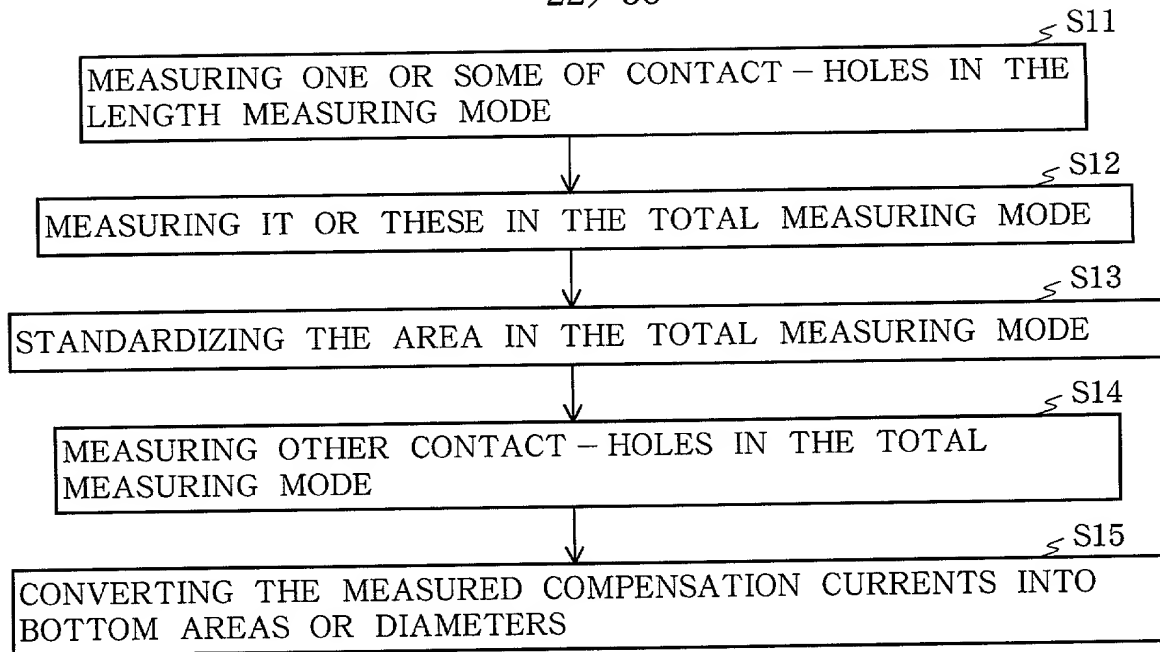 S11
MEASURING ONE OR SOME OF CONTACT–HOLES IN THE
LENGTH MEASURING MODE
S12
MEASURING IT OR THESE IN THE TOTAL MEASURING MODE
S13
STANDARDIZING THE AREA IN THE TOTAL MEASURING MODE
S14
MEASURING OTHER CONTACT–HOLES IN THE TOTAL
MEASURING MODE
S15
CONVERTING THE MEASURED COMPENSATION CURRENTS INTO
BOTTOM AREAS OR DIAMETERS